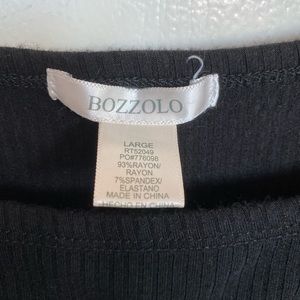 BOZZOLO
LARGE
RT52049
PO#776098
93%RAYON/
RAYON
7%SPANDEX/
ELASTANO
MADE IN CHINA
HECHO EN CHINA